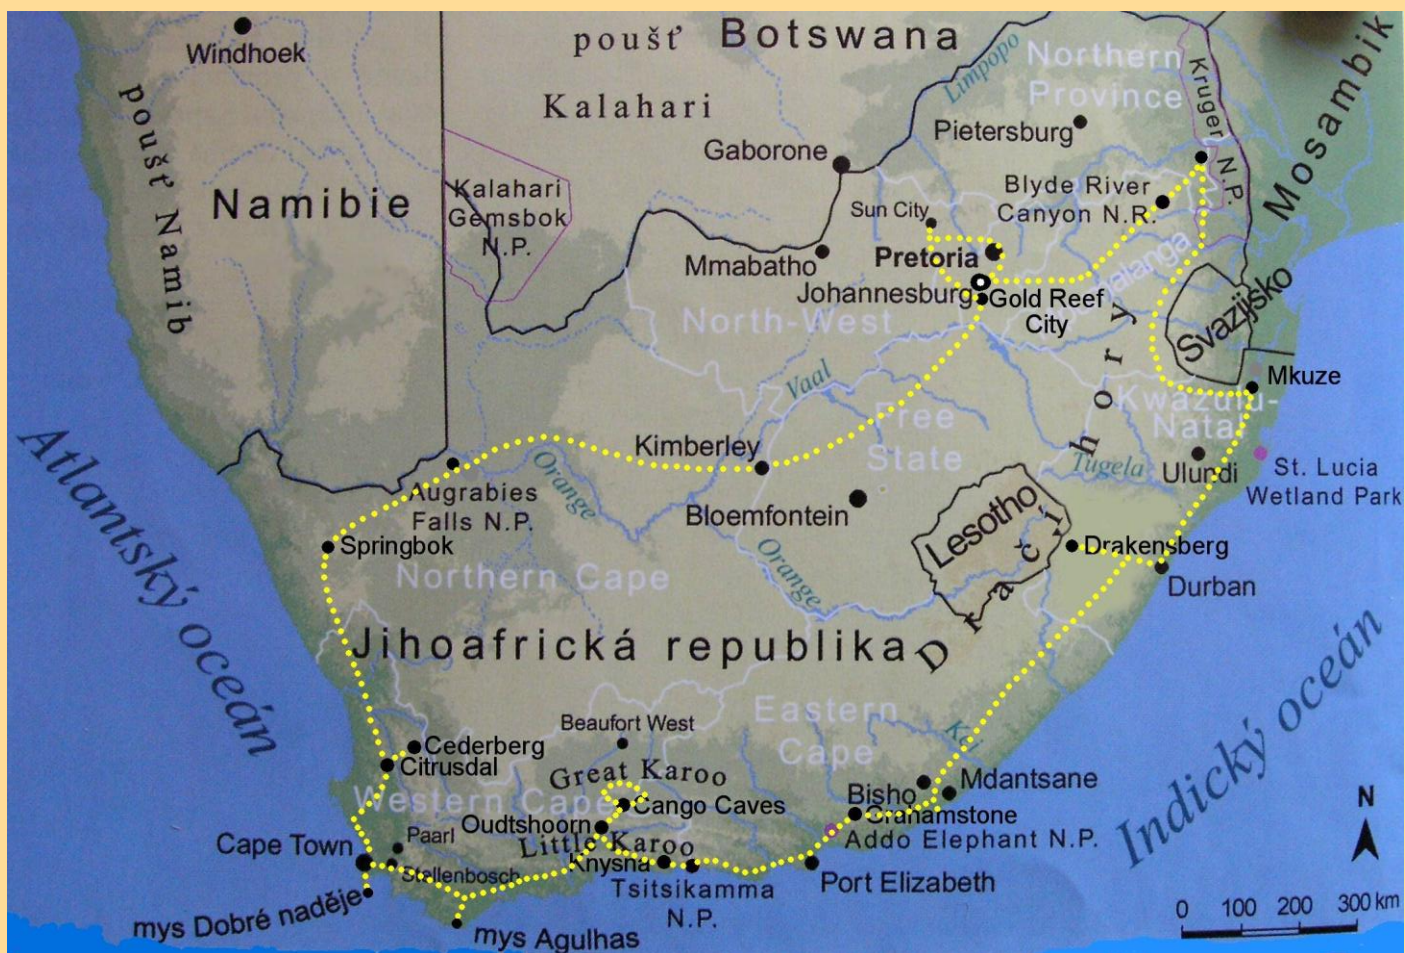 Windhoek
poušť
Botswana
Kalahari
poušť Namib
Namibie
Kalahari
Gemsbok
N.P.
Gaborone
Limpopo
Northern
Province
Pietersburg
Kruger N.P.
Mosambik
Blyde River
Canyon N.R.
Sun City
Pretoria
Mmabatho
Johannesburg
Gold Reef
City
North-West
Svazijsko
Mkuze
Vaal
Free
State
Kwazulu-
Natal
Kimberley
Tugela
Ulundi
St. Lucia
Wetland Park
Orange
Augrabies
Falls N.P.
Bloemfontein
Lesotho
Dračí hory
Springbok
Orange
Drakensberg
Durban
Northern Cape
Atlantský oceán
Jihoafrická republika
Indický oceán
Eastern
Cape
Kei
Beaufort West
Cederberg
Citrusdal
Great Karoo
Western Cape
Cango Caves
Bisho
Mdantsane
Grahamstone
Oudtshoorn
Little Karoo
Addo Elephant N.P.
Cape Town
Paarl
Stellenbosch
Knysna
Tsitsikamma
N.P.
Port Elizabeth
mys Dobré naděje
mys Agulhas
N
0 100 200 300 km